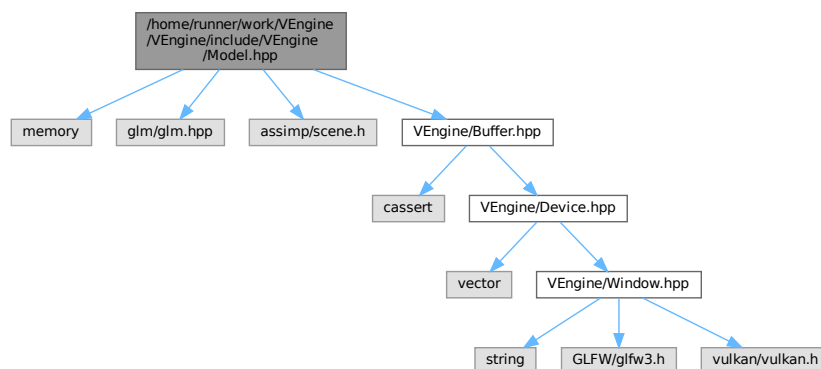 /home/runner/work/VEngine
/VEngine/include/VEngine
/Model.hpp
memory
glm/glm.hpp
assimp/scene.h
VEngine/Buffer.hpp
cassert
VEngine/Device.hpp
vector
VEngine/Window.hpp
string
GLFW/glfw3.h
vulkan/vulkan.h